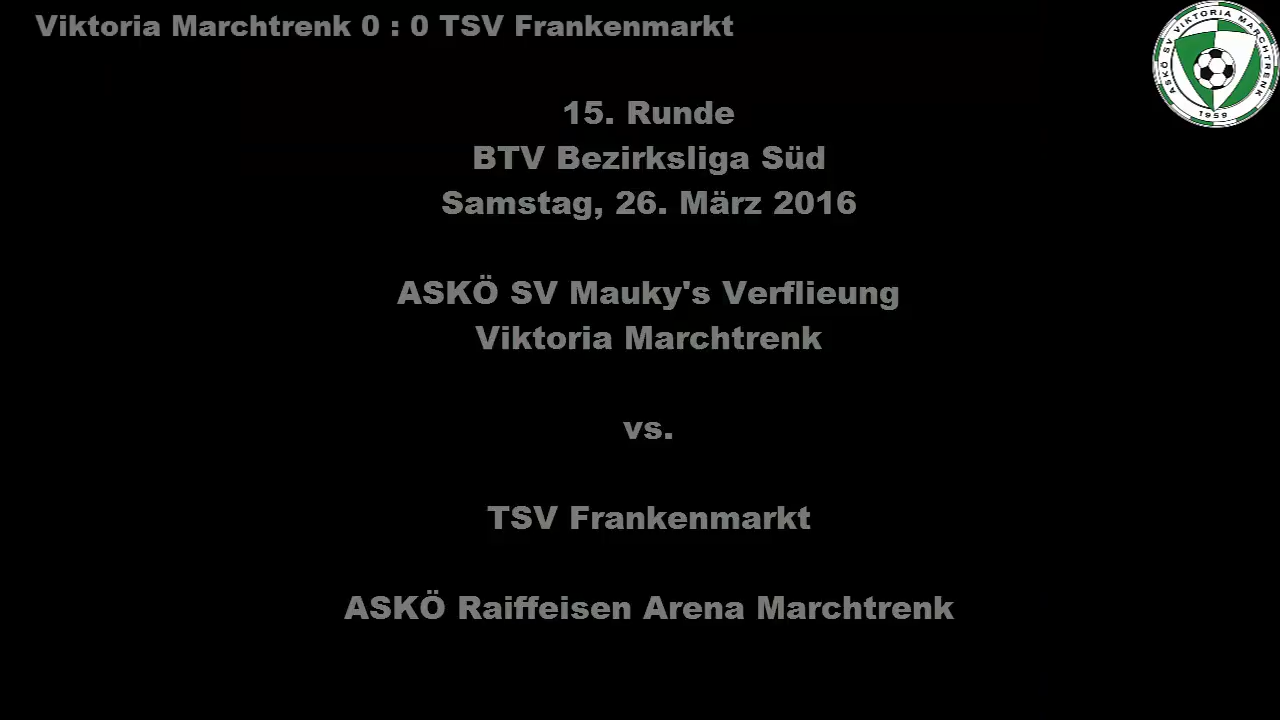 Viktoria Marchtrenk 0 : 0 TSV Frankenmarkt
15. Runde
BTV Bezirksliga Süd
Samstag, 26. März 2016
ASKÖ SV Mauky's Verflieung
Viktoria Marchtrenk
vs.
TSV Frankenmarkt
ASKÖ Raiffeisen Arena Marchtrenk
ASKÖ SV VIKTORIA MARCHTRENK
1959